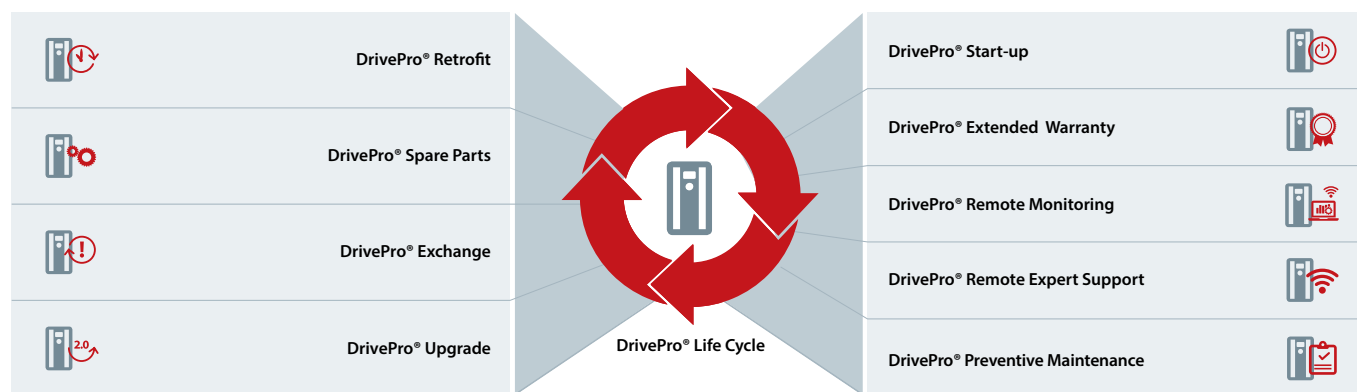 DrivePro® Retrofit
DrivePro® Spare Parts
DrivePro® Exchange
2.0
DrivePro® Upgrade
DrivePro® Life Cycle
DrivePro® Start-up
DrivePro® Extended Warranty
DrivePro® Remote Monitoring
DrivePro® Remote Expert Support
DrivePro® Preventive Maintenance